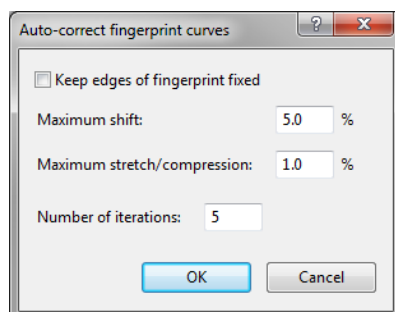 Auto-correct fingerprint curves ? X
Keep edges of fingerprint fixed
Maximum shift: 5.0 %
Maximum stretch/compression: 1.0 %
Number of iterations: 5
OK Cancel